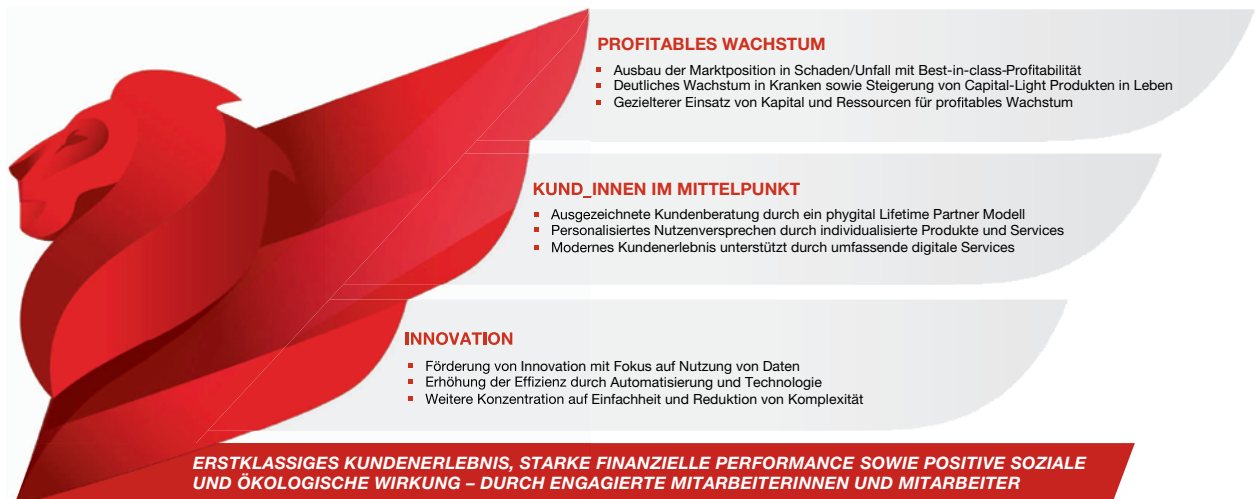 PROFITABLES WACHSTUM
▪ Ausbau der Marktposition in Schaden/Unfall mit Best-in-class-Profitabilität
▪ Deutliches Wachstum in Kranken sowie Steigerung von Capital-Light Produkten in Leben
▪ Gezielterer Einsatz von Kapital und Ressourcen für profitables Wachstum
KUND_INNEN IM MITTELPUNKT
▪ Ausgezeichnete Kundenberatung durch ein phygital Lifetime Partner Modell
▪ Personalisiertes Nutzenversprechen durch individualisierte Produkte und Services
▪ Modernes Kundenerlebnis unterstützt durch umfassende digitale Services
INNOVATION
▪ Förderung von Innovation mit Fokus auf Nutzung von Daten
▪ Erhöhung der Effizienz durch Automatisierung und Technologie
▪ Weitere Konzentration auf Einfachheit und Reduktion von Komplexität
ERSTKLASSIGES KUNDENERLEBNIS, STARKE FINANZIELLE PERFORMANCE SOWIE POSITIVE SOZIALE
UND ÖKOLOGISCHE WIRKUNG – DURCH ENGAGIERTE MITARBEITERINNEN UND MITARBEITER